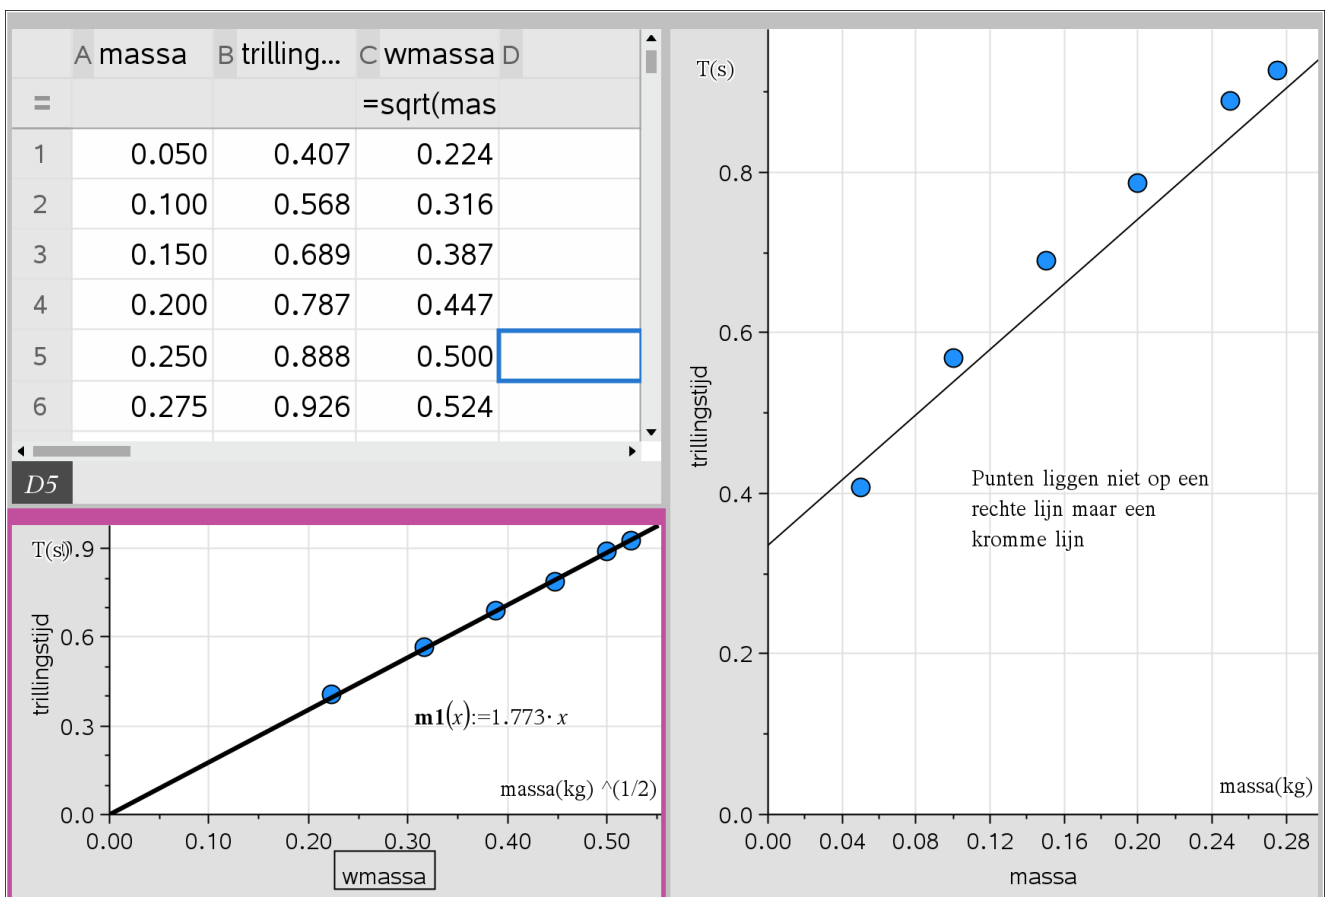 A massa B trilling... C wmassa D
= =sqrt(mas
1 0.050 0.407 0.224
2 0.100 0.568 0.316
3 0.150 0.689 0.387
4 0.200 0.787 0.447
5 0.250 0.888 0.500
6 0.275 0.926 0.524
D5
T(s)
0.9
0.6
0.3
0.0
trillingstijd
m1(x):=1.773·x
massa(kg) ^(1/2)
0.00 0.10 0.20 0.30 0.40 0.50
wmassa
T(s)
0.8
0.6
0.4
0.2
0.0
trillingstijd
Punten liggen niet op een
rechte lijn maar een
kromme lijn
massa(kg)
0.00 0.04 0.08 0.12 0.16 0.20 0.24 0.28
massa